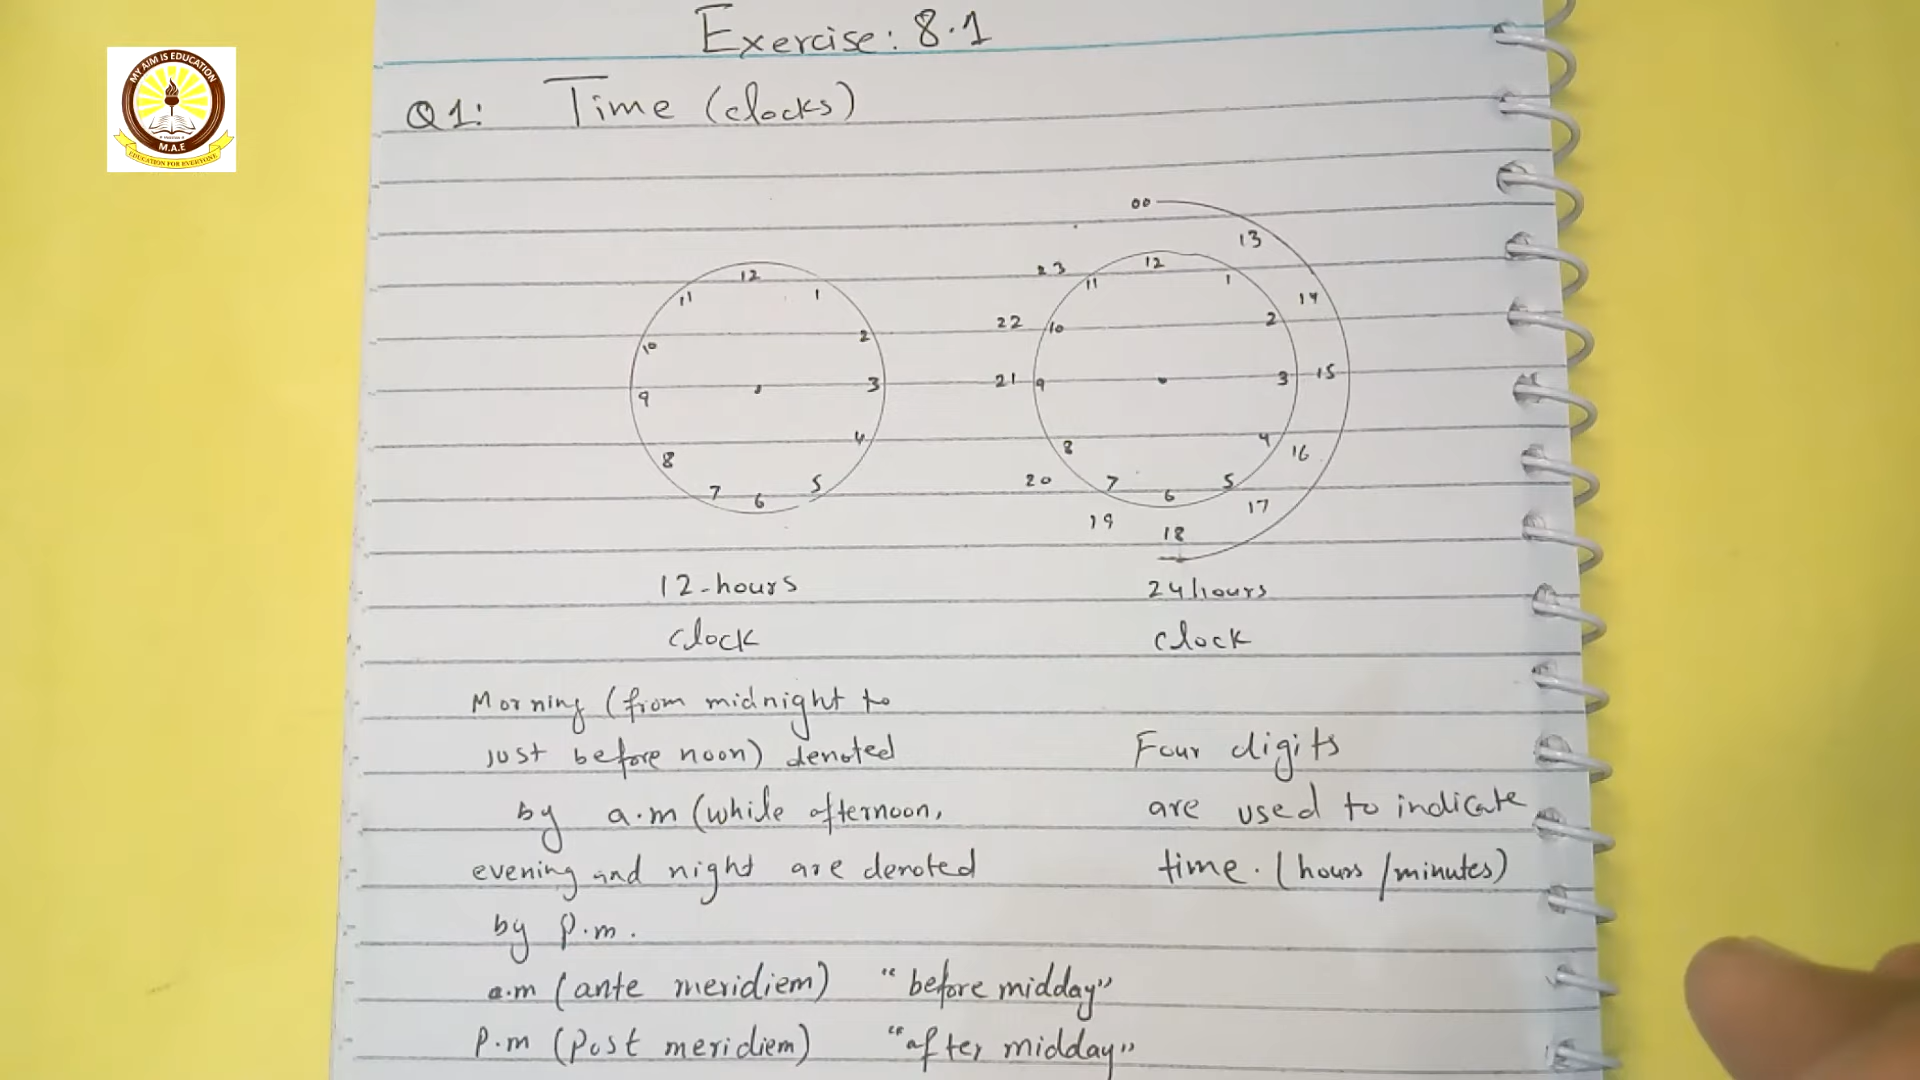 MY AIM IS EDUCATION
M.A.E
EDUCATION FOR EVERYONE
Exercise: 8.1
Q1: Time (clocks)
12 1 2 3 4 5 6 7 8 9 10 11
00 13 14 15 16 17 18 19 20 21 22 23
12 1 2 3 4 5 6 7 8 9 10 11
12-hours
clock
24hours
clock
Morning (from midnight to
just before noon) denoted
by a.m (while afternoon,
evening and night are denoted
by p.m.
Four digits
are used to indicate
time. (hours/minutes)
a.m (ante meridiem) "before midday"
P.m (Post meridiem) "after midday"